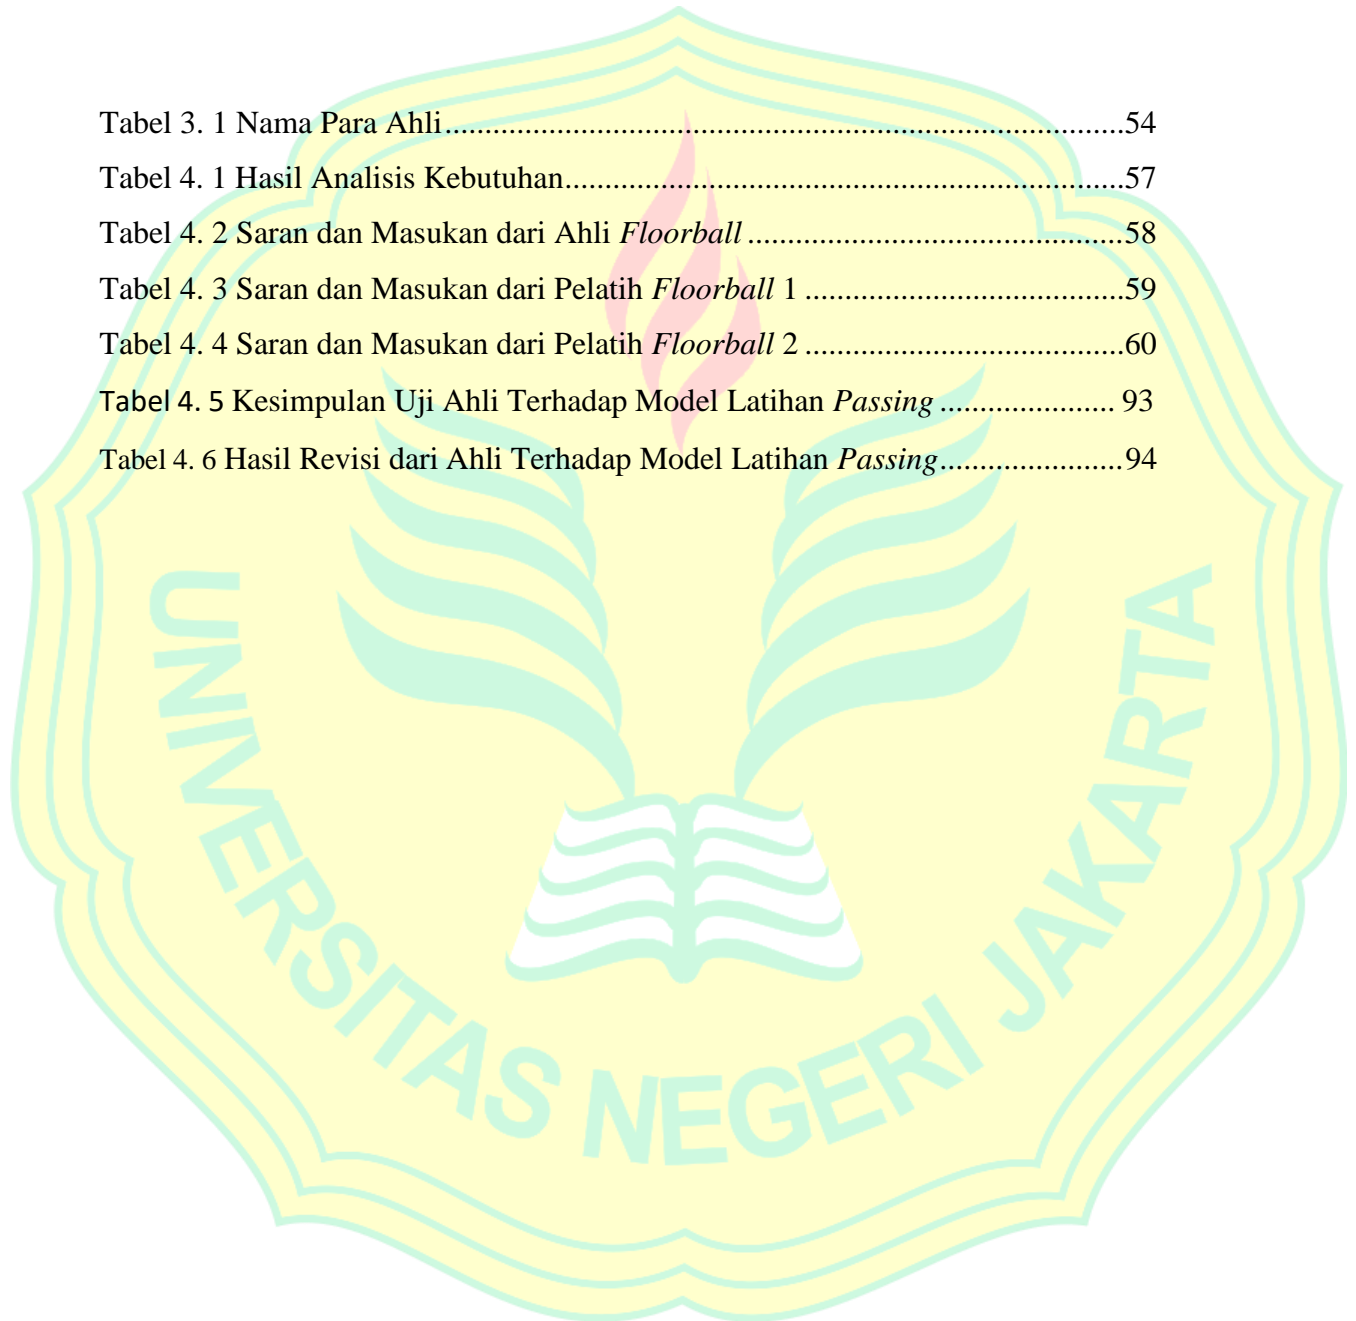 Tabel 3. 1 Nama Para Ahli.....................................................................................54
Tabel 4. 1 Hasil Analisis Kebutuhan......................................................................57
Tabel 4. 2 Saran dan Masukan dari Ahli Floorball ...............................................58
Tabel 4. 3 Saran dan Masukan dari Pelatih Floorball 1 ........................................59
Tabel 4. 4 Saran dan Masukan dari Pelatih Floorball 2 ........................................60
Tabel 4. 5 Kesimpulan Uji Ahli Terhadap Model Latihan Passing ...................... 93
Tabel 4. 6 Hasil Revisi dari Ahli Terhadap Model Latihan Passing.......................94
UNIVERSITAS NEGERI JAKARTA